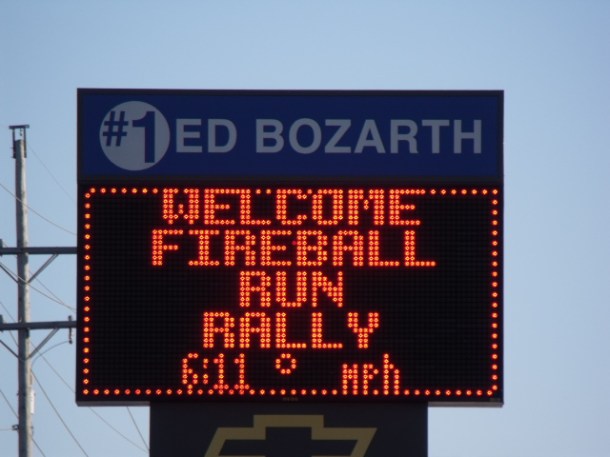 #1 ED BOZARTH
WELCOME
FIREBALL
RUN
RALLY
6:11 ° mph